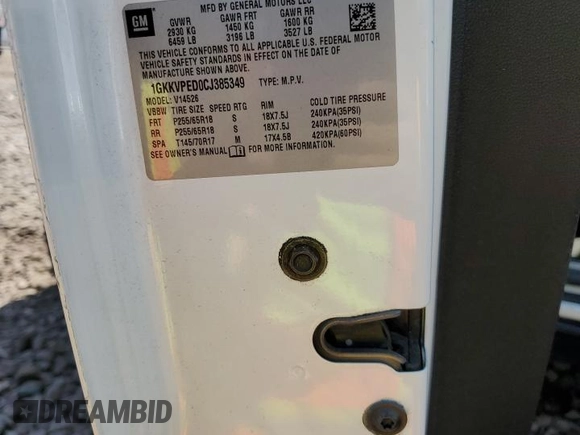 GM
MFD BY GENERAL MOTORS LLC
GVWR GAWR FRT GAWR RR
2930 KG 1450 KG 1600 KG
6459 LB 3196 LB 3527 LB
THIS VEHICLE CONFORMS TO ALL APPLICABLE U.S. FEDERAL MOTOR
VEHICLE SAFETY STANDARDS IN EFFECT ON THE DATE OF
MANUFACTURE SHOWN ABOVE.
1GKKVPED0CJ385349 TYPE: M.P.V.
MODEL: V14526
VBBW TIRE SIZE SPEED RTG RIM COLD TIRE PRESSURE
FRT P255/65R18 S 18X7.5J 240KPA(35PSI)
RR P255/65R18 S 18X7.5J 240KPA(35PSI)
SPA T145/70R17 M 17X4.5B 420KPA(60PSI)
SEE OWNER'S MANUAL FOR MORE INFORMATION.
DREAMBID